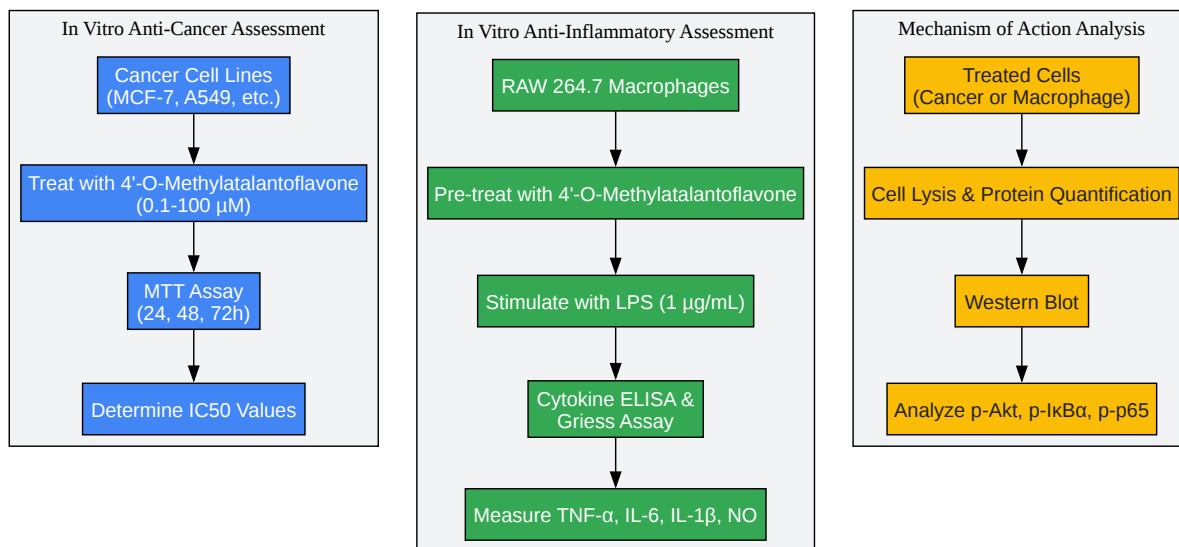 In Vitro Anti-Cancer Assessment
Cancer Cell Lines
(MCF-7, A549, etc.)
Treat with 4'-O-Methylatalantoflavone
(0.1-100 µM)
MTT Assay
(24, 48, 72h)
Determine IC50 Values
In Vitro Anti-Inflammatory Assessment
RAW 264.7 Macrophages
Pre-treat with 4'-O-Methylatalantoflavone
Stimulate with LPS (1 µg/mL)
Cytokine ELISA &
Griess Assay
Measure TNF-α, IL-6, IL-1β, NO
Mechanism of Action Analysis
Treated Cells
(Cancer or Macrophage)
Cell Lysis & Protein Quantification
Western Blot
Analyze p-Akt, p-IκBα, p-p65